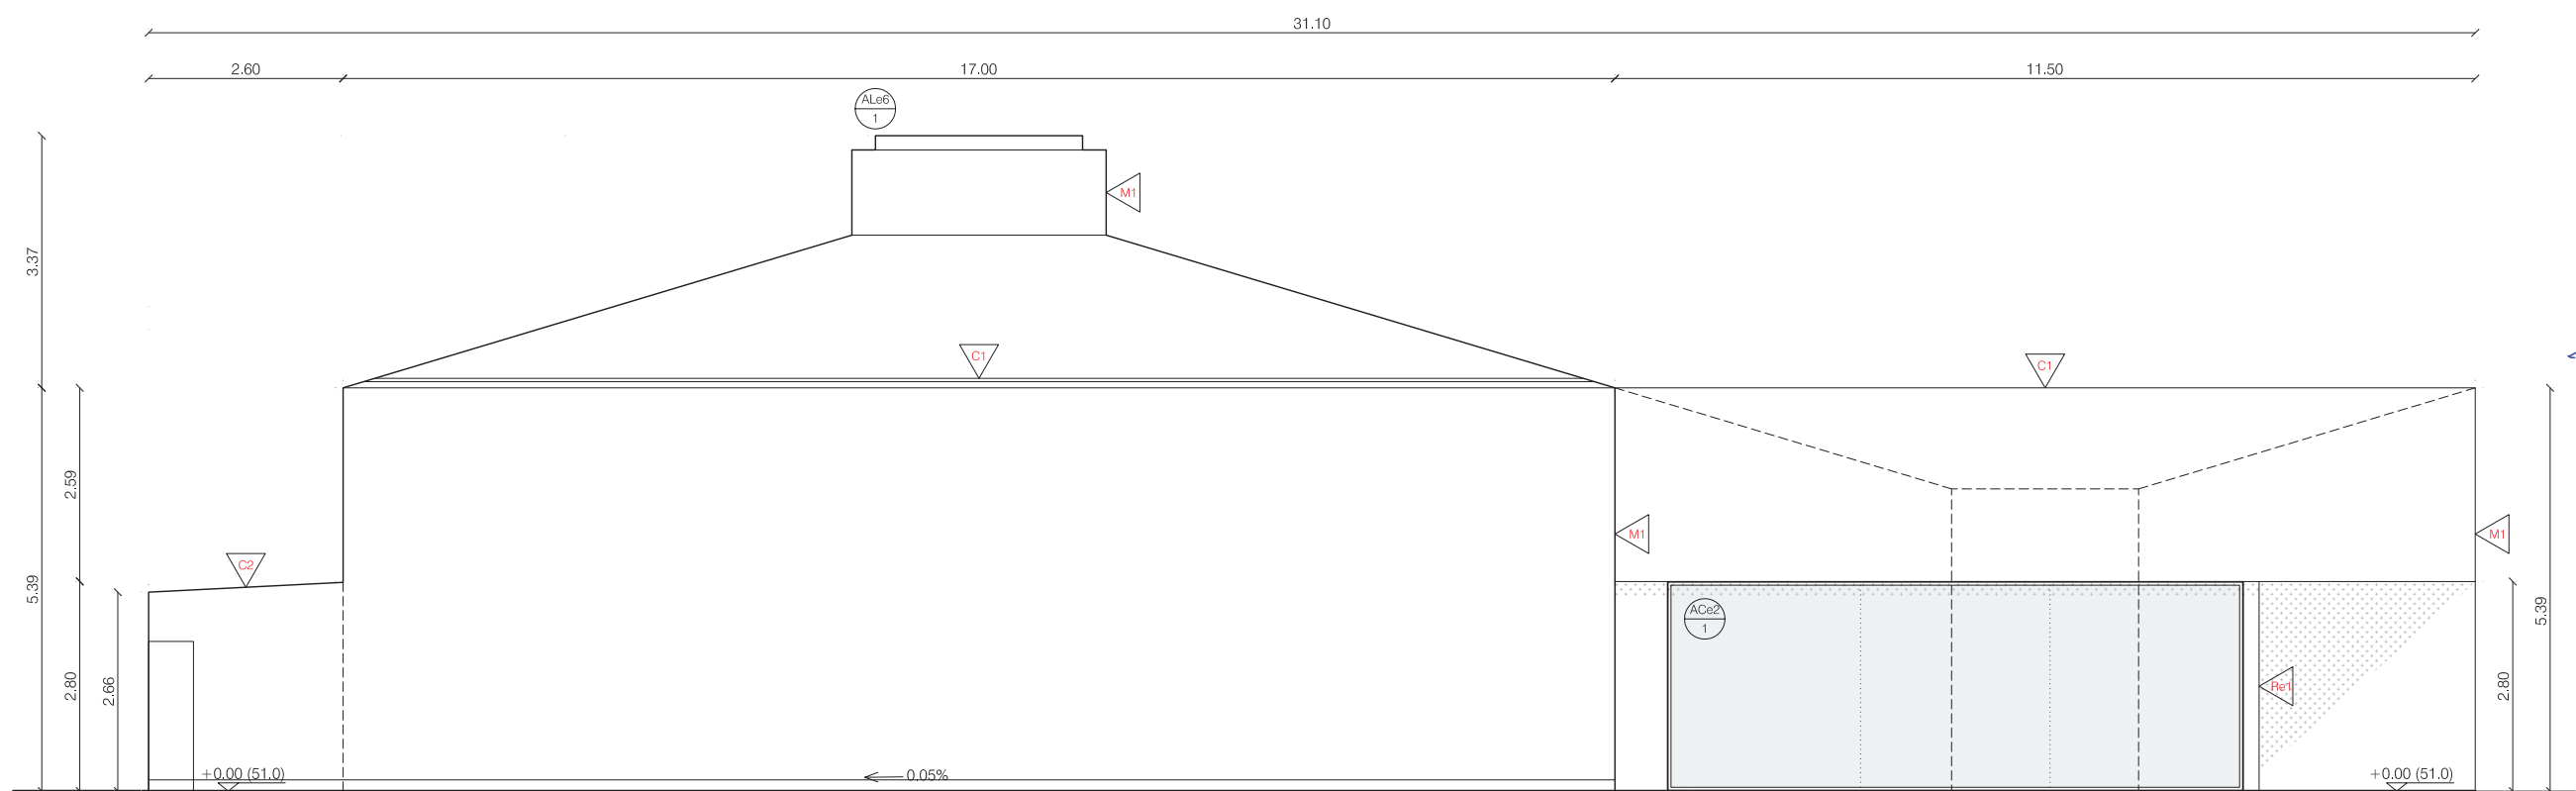 31.10
2.60
17.00
11.50
ALe6
1
M1
3.37
C1
C1
2.59
M1
M1
C2
5.39
ACe2
1
5.39
2.80
2.66
Re1
2.80
+0.00 (51.0)
0.05%
+0.00 (51.0)